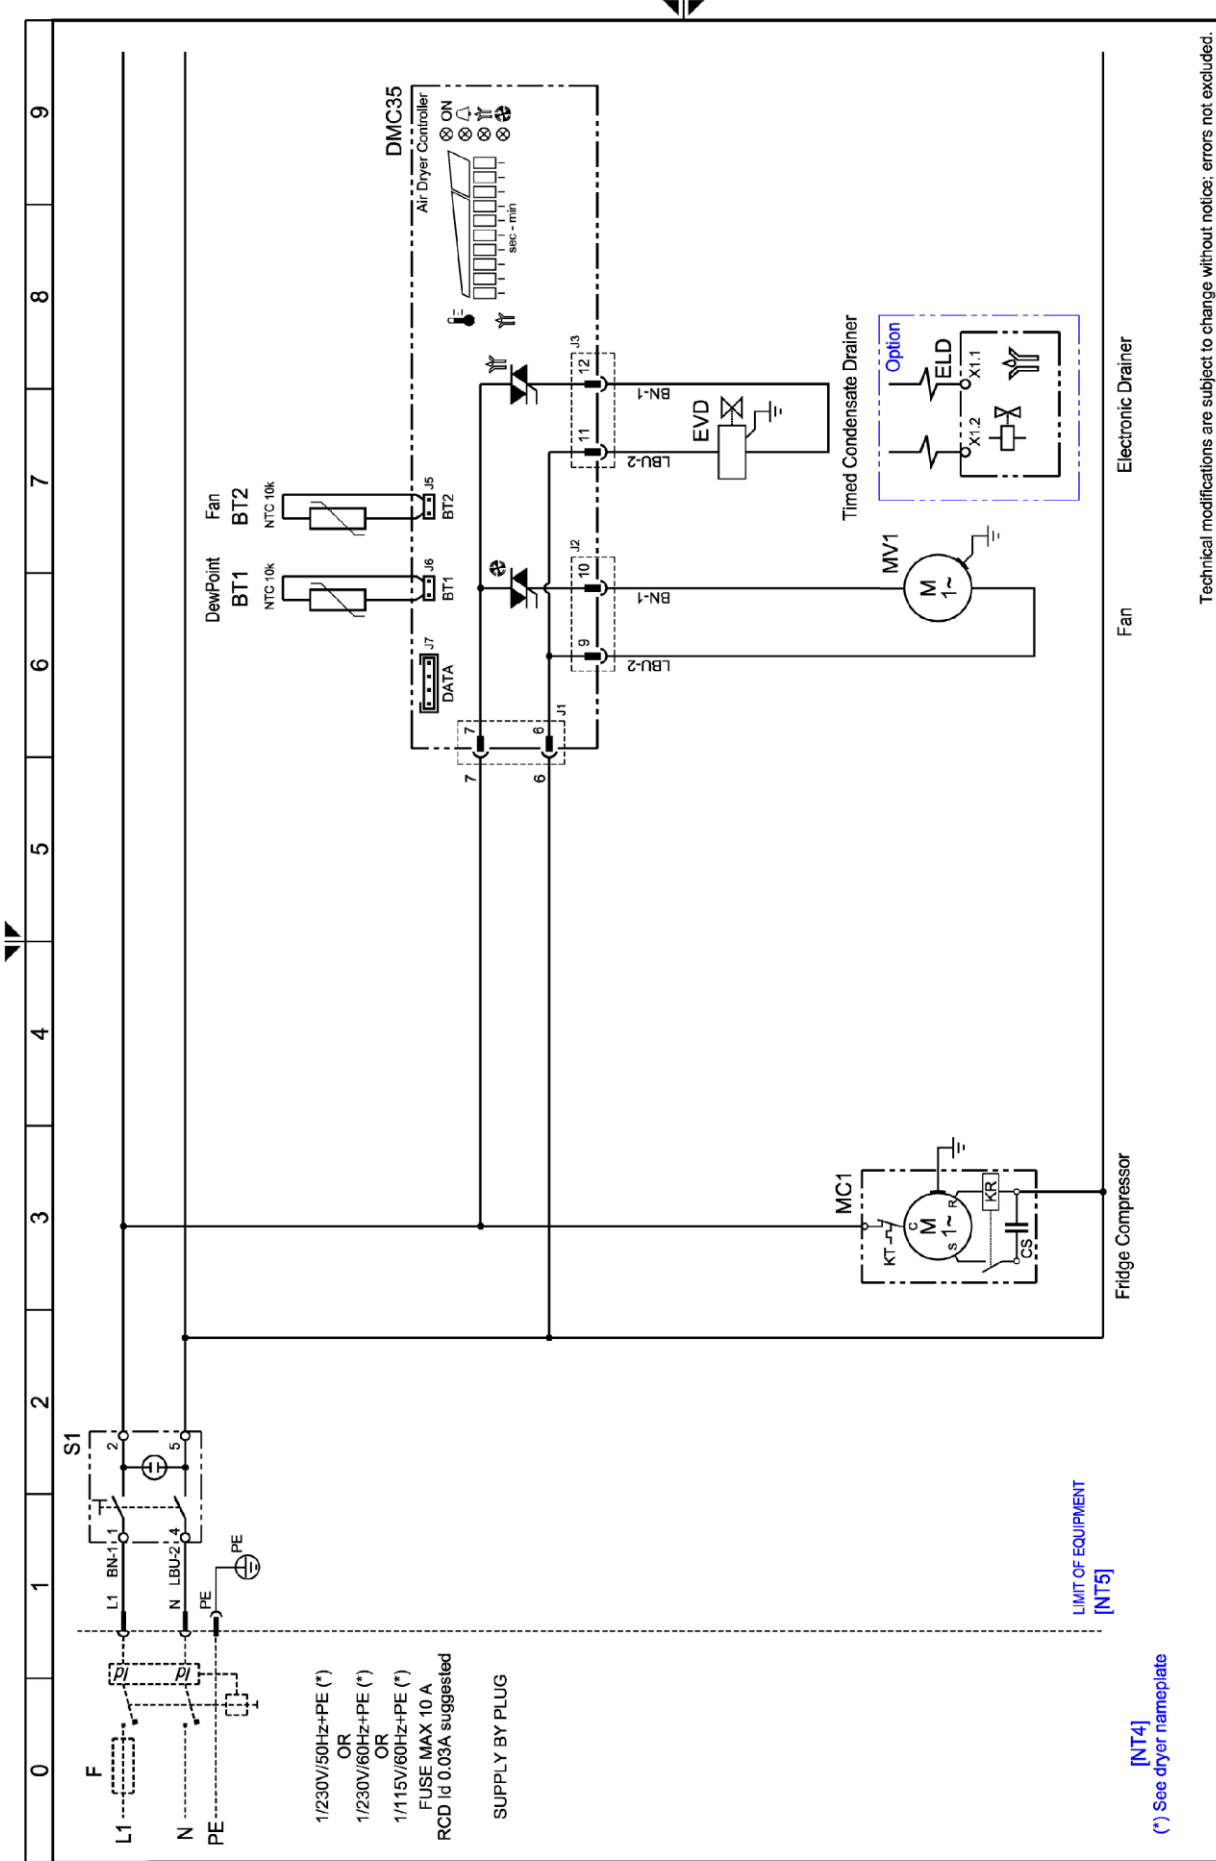 0 1 2 3 4 5 6 7 8 9
F
L1
N
PE
Id
Id
1/230V/50Hz+PE (*)
OR
1/230V/60Hz+PE (*)
OR
1/115V/60Hz+PE (*)
FUSE MAX 10 A
RCD Id 0.03A suggested
SUPPLY BY PLUG
[NT4]
(*) See dryer nameplate
L1 BN-1 1
N LBU-2 4
PE
PE
S1
2
5
LIMIT OF EQUIPMENT
[NT5]
MC1
KT
C
M
1~
S
R
KR
CS
Fridge Compressor
7
6
7
6
J1
DewPoint
BT1
NTC 10k
Fan
BT2
NTC 10k
J7
DATA
J6
BT1
J5
BT2
DMC35
Air Dryer Controller
ON
sec - min
9
10
J2
11
12
J3
LBU-2
BN-1
LBU-2
BN-1
EVD
Timed Condensate Drainer
MV1
M
1~
Fan
Option
ELD
X1.2
X1.1
Electronic Drainer
Technical modifications are subject to change without notice; errors not excluded.